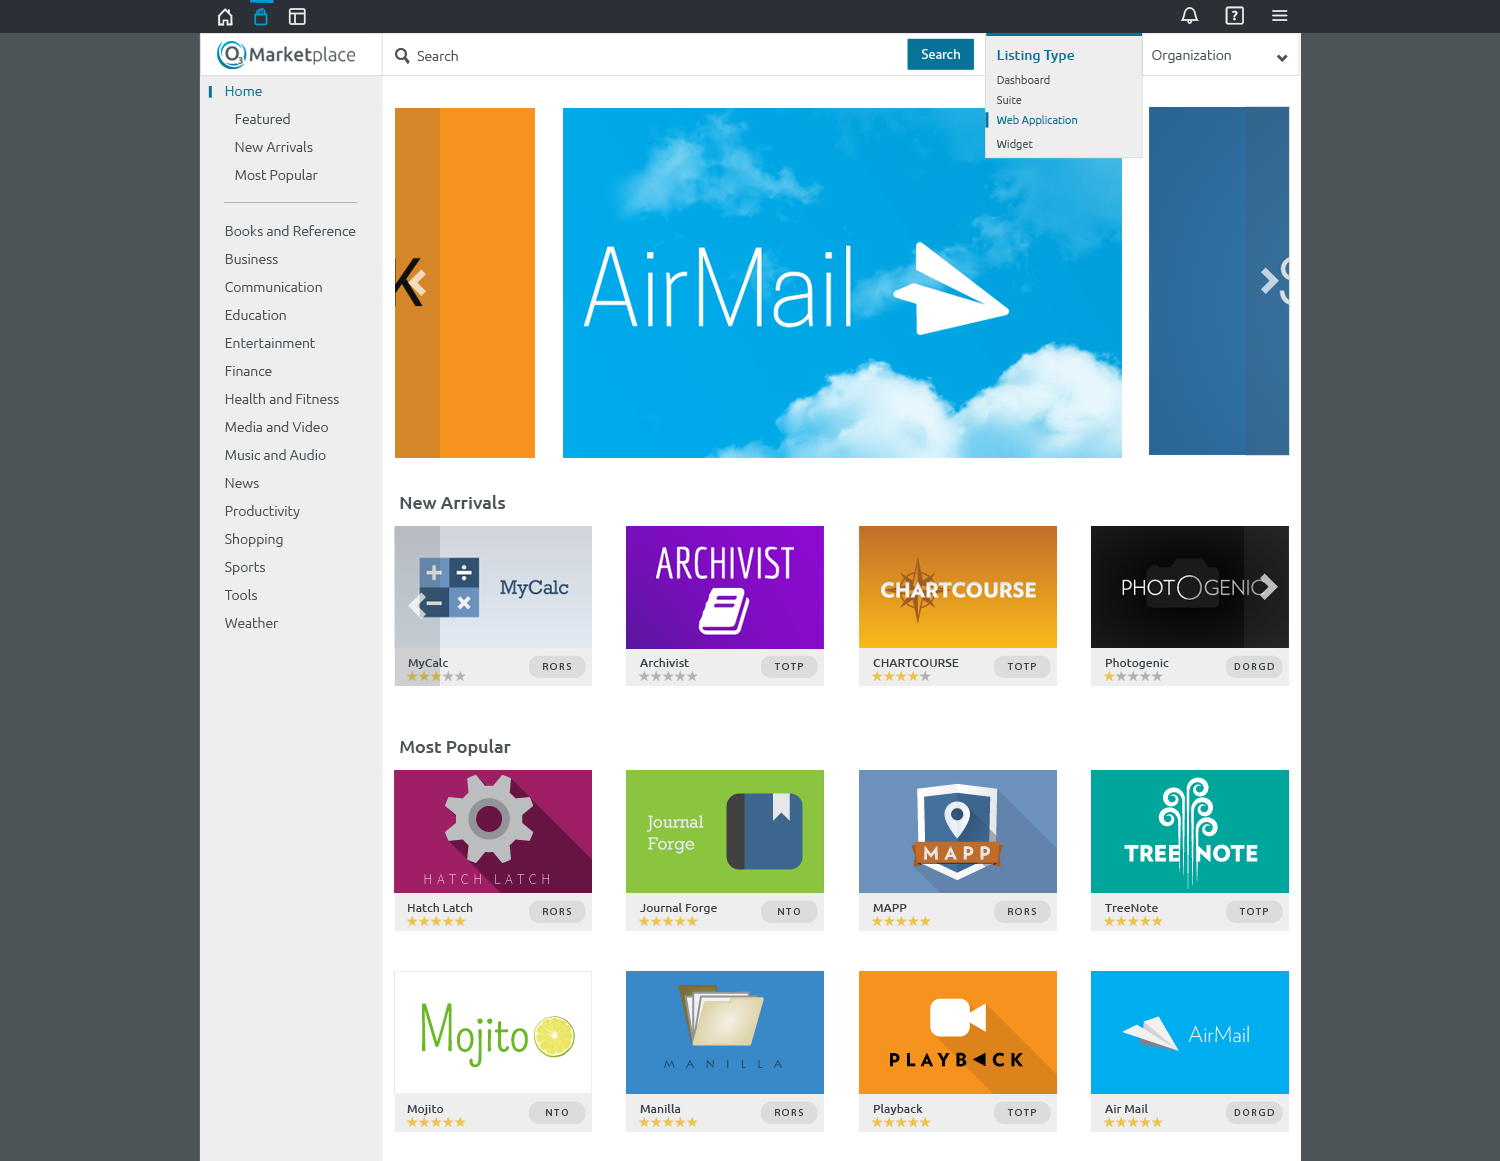 O3 Marketplace
Search
Search
Listing Type
Dashboard
Suite
Web Application
Widget
Organization
Home
Featured
New Arrivals
Most Popular
Books and Reference
Business
Communication
Education
Entertainment
Finance
Health and Fitness
Media and Video
Music and Audio
News
Productivity
Shopping
Sports
Tools
Weather
K
AirMail
S
New Arrivals
MyCalc
ARCHIVIST
CHARTCOURSE
PHOTOGENIC
MyCalc RORS
Archivist TOTP
CHARTCOURSE TOTP
Photogenic DORGD
Most Popular
HATCH LATCH
Journal
Forge
MAPP
TREE NOTE
Hatch Latch RORS
Journal Forge NTO
MAPP RORS
TreeNote TOTP
Mojito
MANILLA
PLAYBACK
AirMail
Mojito NTO
Manilla RORS
Playback TOTP
Air Mail DORGD